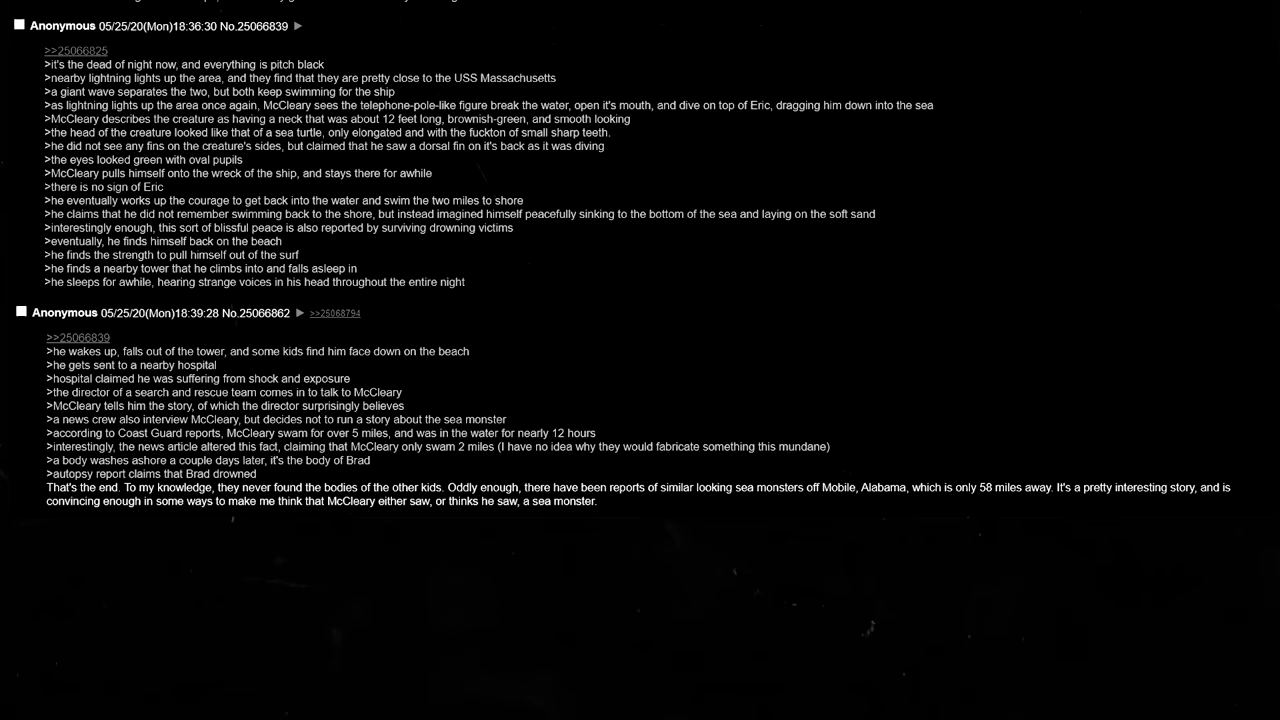 Anonymous 05/25/20(Mon)18:36:30 No.25066839 ▶
>>25066825
>it's the dead of night now, and everything is pitch black
>nearby lightning lights up the area, and they find that they are pretty close to the USS Massachusetts
>a giant wave separates the two, but both keep swimming for the ship
>as lightning lights up the area once again, McCleary sees the telephone-pole-like figure break the water, open it's mouth, and dive on top of Eric, dragging him down into the sea
>McCleary describes the creature as having a neck that was about 12 feet long, brownish-green, and smooth looking
>the head of the creature looked like that of a sea turtle, only elongated and with the fuckton of small sharp teeth.
>he did not see any fins on the creature's sides, but claimed that he saw a dorsal fin on it's back as it was diving
>the eyes looked green with oval pupils
>McCleary pulls himself onto the wreck of the ship, and stays there for awhile
>there is no sign of Eric
>he eventually works up the courage to get back into the water and swim the two miles to shore
>he claims that he did not remember swimming back to the shore, but instead imagined himself peacefully sinking to the bottom of the sea and laying on the soft sand
>interestingly enough, this sort of blissful peace is also reported by surviving drowning victims
>eventually, he finds himself back on the beach
>he finds the strength to pull himself out of the surf
>he finds a nearby tower that he climbs into and falls asleep in
>he sleeps for awhile, hearing strange voices in his head throughout the entire night
Anonymous 05/25/20(Mon)18:39:28 No.25066862 ▶ >>25068794
>>25066839
>he wakes up, falls out of the tower, and some kids find him face down on the beach
>he gets sent to a nearby hospital
>hospital claimed he was suffering from shock and exposure
>the director of a search and rescue team comes in to talk to McCleary
>McCleary tells him the story, of which the director surprisingly believes
>a news crew also interview McCleary, but decides not to run a story about the sea monster
>according to Coast Guard reports, McCleary swam for over 5 miles, and was in the water for nearly 12 hours
>interestingly, the news article altered this fact, claiming that McCleary only swam 2 miles (I have no idea why they would fabricate something this mundane)
>a body washes ashore a couple days later, it's the body of Brad
>autopsy report claims that Brad drowned
That's the end. To my knowledge, they never found the bodies of the other kids. Oddly enough, there have been reports of similar looking sea monsters off Mobile, Alabama, which is only 58 miles away. It's a pretty interesting story, and is
convincing enough in some ways to make me think that McCleary either saw, or thinks he saw, a sea monster.